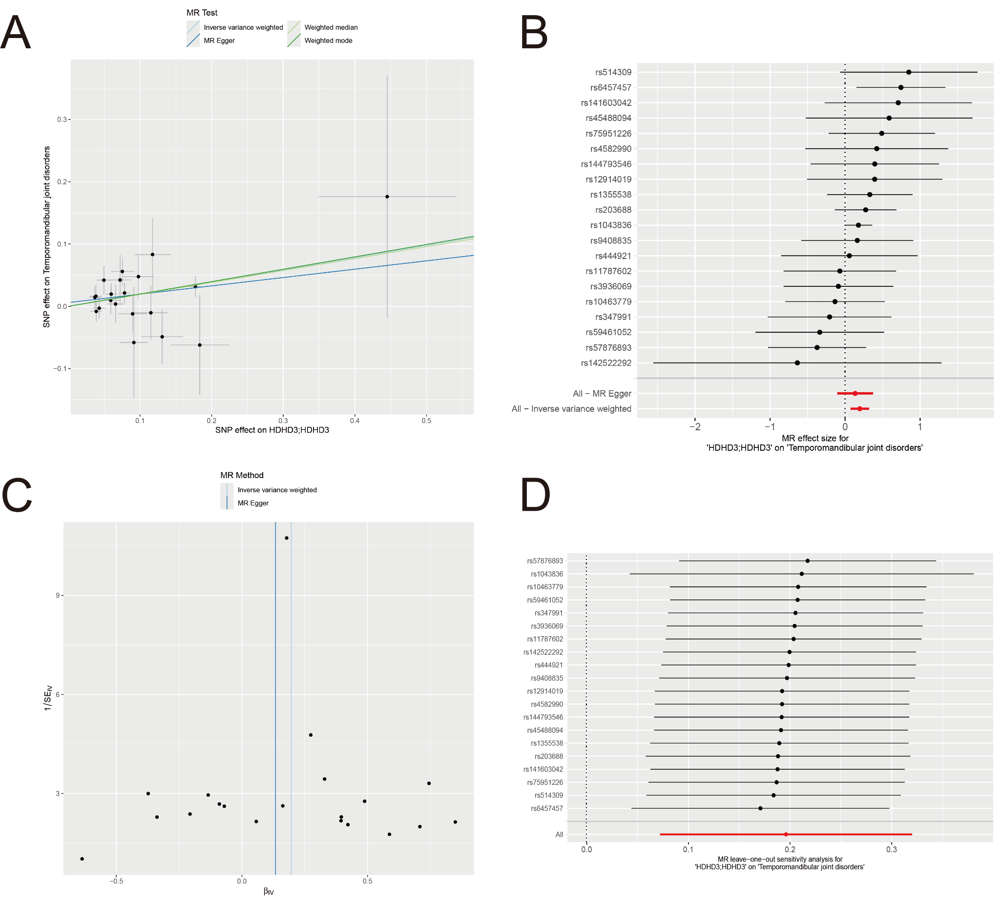 A
MR Test
Inverse variance weighted
Weighted median
MR Egger
Weighted mode
SNP effect on Temporomandibular joint disorders
0.3
0.2
0.1
0.0
−0.1
0.1
0.2
0.3
0.4
0.5
SNP effect on HDHD3;HDHD3
B
rs514309
rs6457457
rs141603042
rs45488094
rs75951226
rs4582990
rs144793546
rs12914019
rs1355538
rs203688
rs1043836
rs9408835
rs444921
rs11787602
rs3936069
rs10463779
rs347991
rs59461052
rs57876893
rs142522292
All − MR Egger
All − Inverse variance weighted
−2
−1
0
1
MR effect size for
'HDHD3;HDHD3' on 'Temporomandibular joint disorders'
C
MR Method
Inverse variance weighted
MR Egger
1/SEIV
9
6
3
−0.5
0.0
0.5
βIV
D
rs57876893
rs1043836
rs10463779
rs59461052
rs347991
rs3936069
rs11787602
rs142522292
rs444921
rs9408835
rs12914019
rs4582990
rs144793546
rs45488094
rs1355538
rs203688
rs141603042
rs75951226
rs514309
rs6457457
All
0.0
0.1
0.2
0.3
MR leave−one−out sensitivity analysis for
'HDHD3;HDHD3' on 'Temporomandibular joint disorders'